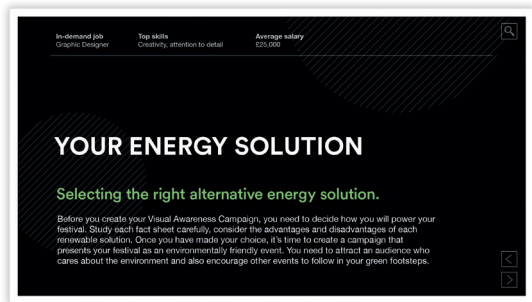 In-demand job
Graphic Designer
Top skills
Creativity, attention to detail
Average salary
£25,000
YOUR ENERGY SOLUTION
Selecting the right alternative energy solution.
Before you create your Visual Awareness Campaign, you need to decide how you will power your
festival. Study each fact sheet carefully, consider the advantages and disadvantages of each
renewable solution. Once you have made your choice, it's time to create a campaign that
presents your festival as an environmentally friendly event. You need to attract an audience who
cares about the environment and also encourage other events to follow in your green footsteps.